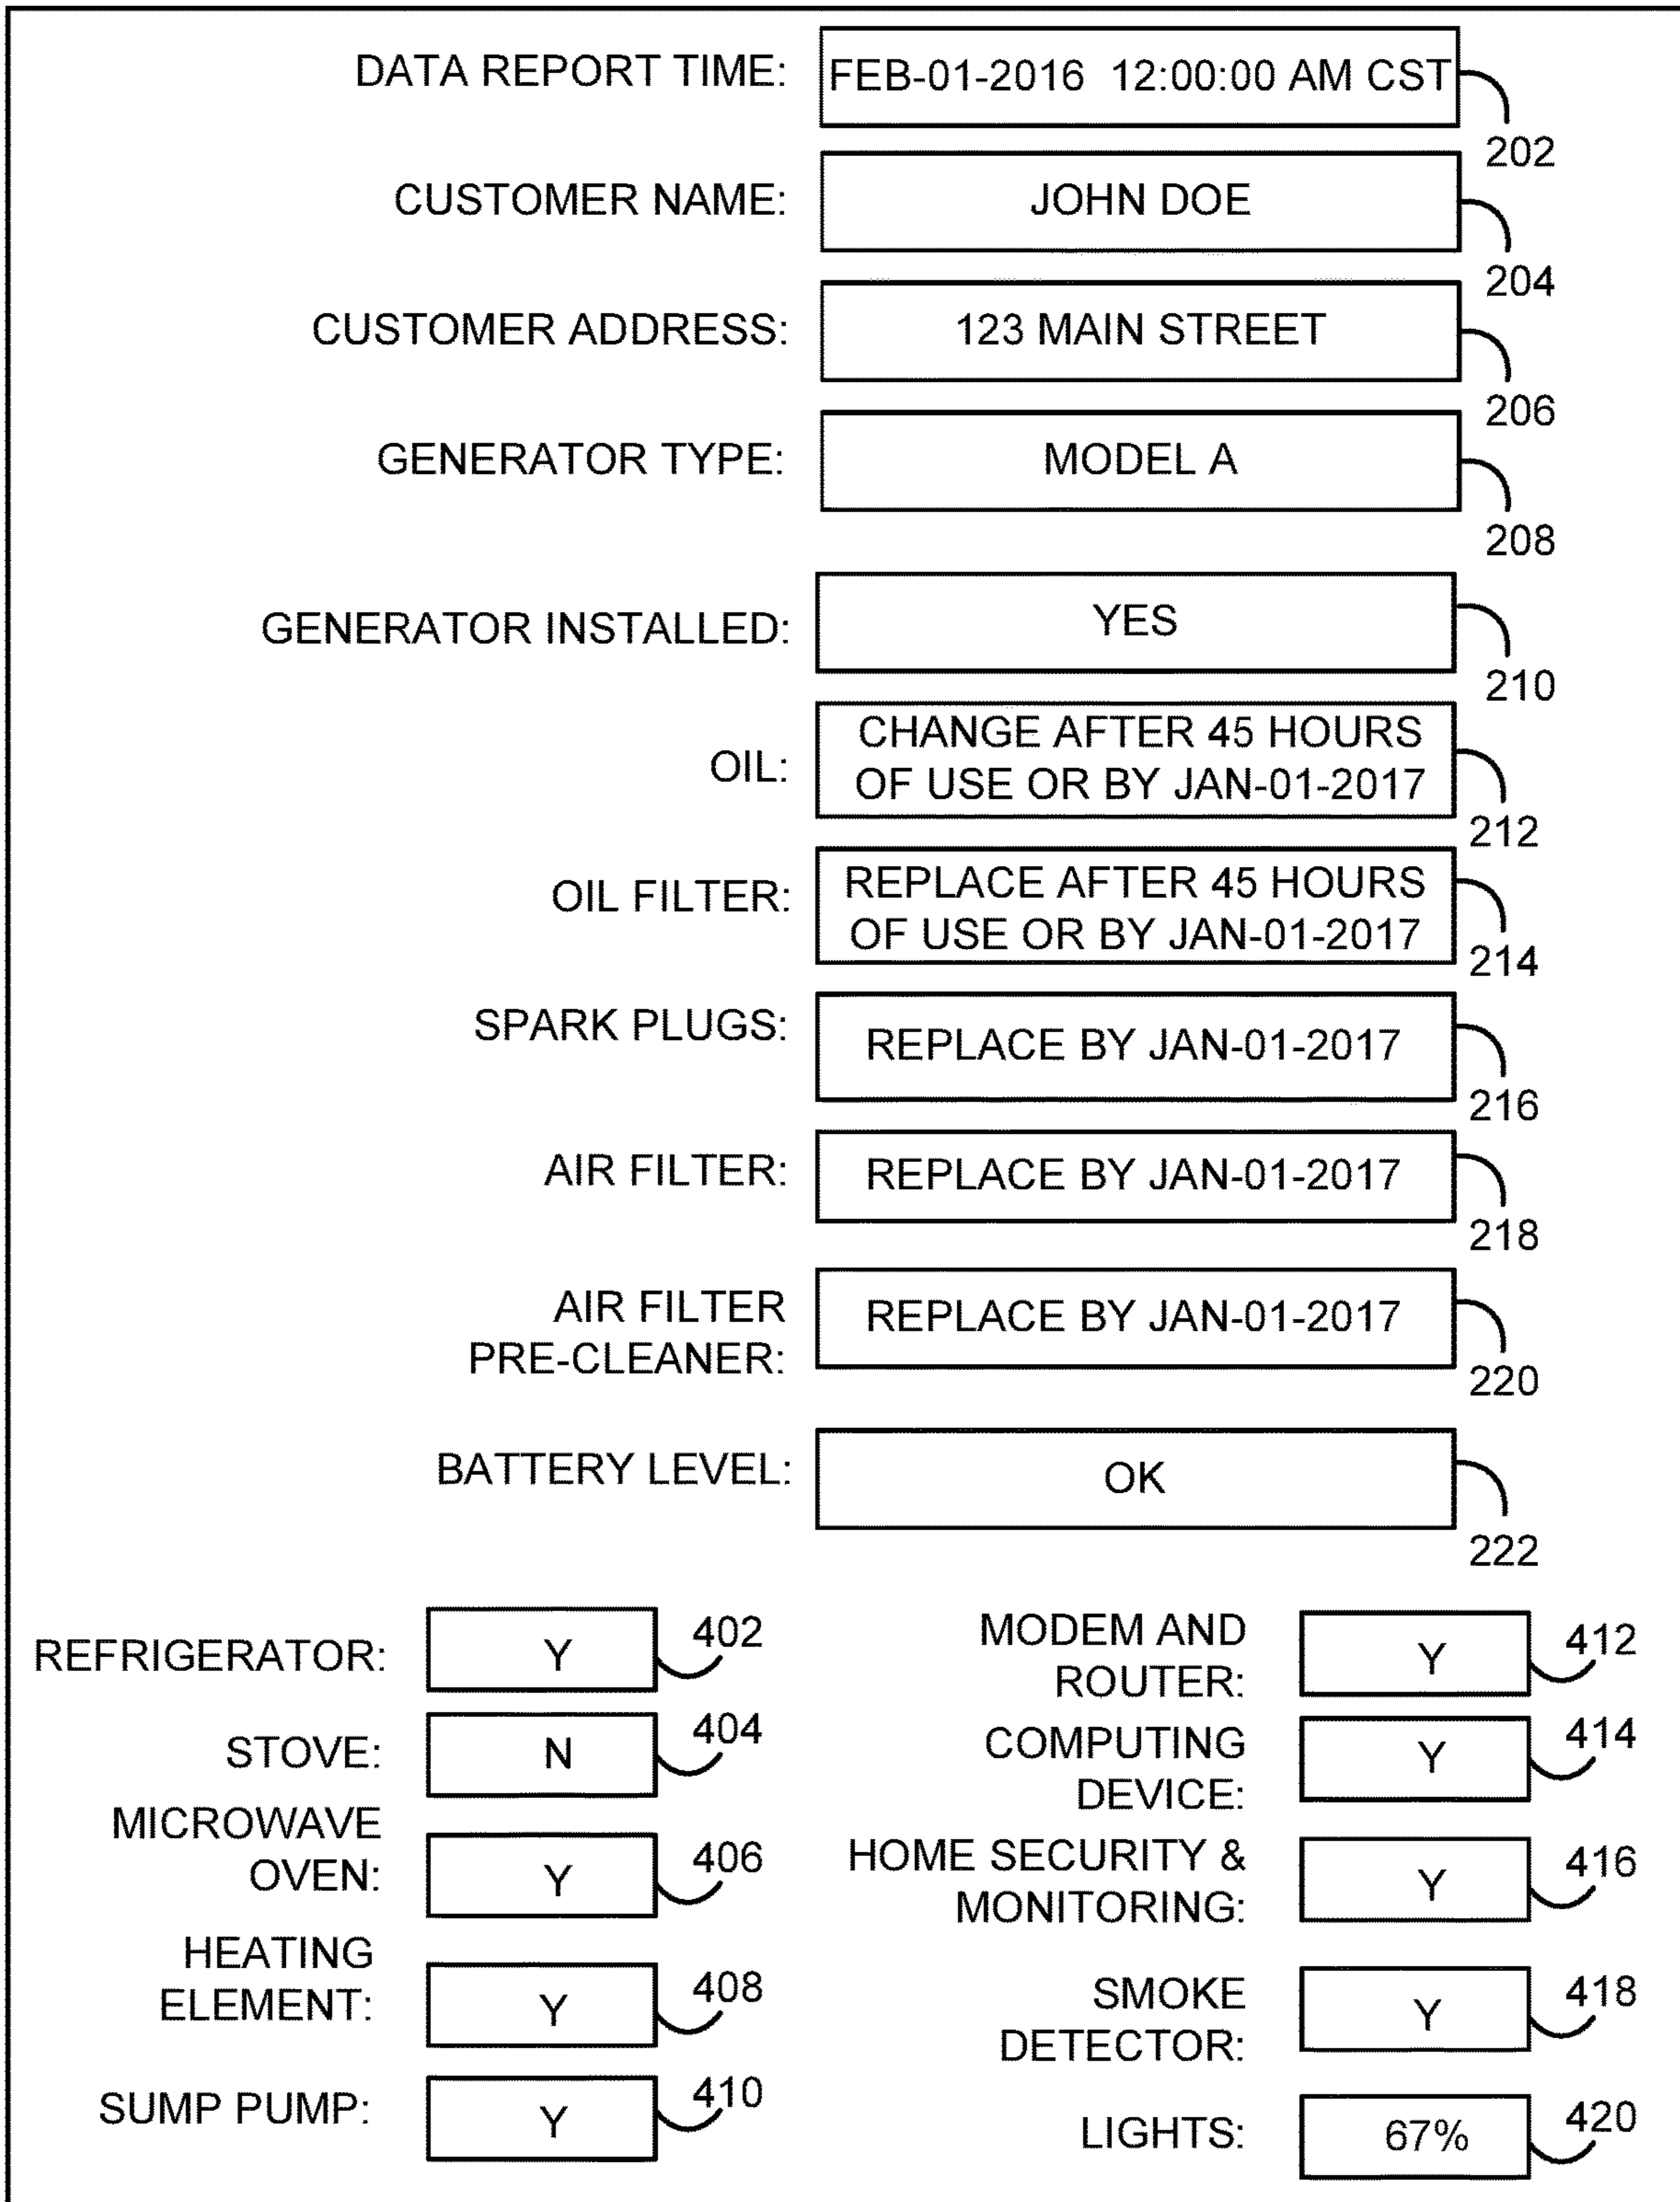 DATA REPORT TIME: FEB-01-2016 12:00:00 AM CST
202
CUSTOMER NAME: JOHN DOE
204
CUSTOMER ADDRESS: 123 MAIN STREET
206
GENERATOR TYPE: MODEL A
208
GENERATOR INSTALLED: YES
210
OIL: CHANGE AFTER 45 HOURS
OF USE OR BY JAN-01-2017
212
OIL FILTER: REPLACE AFTER 45 HOURS
OF USE OR BY JAN-01-2017
214
SPARK PLUGS: REPLACE BY JAN-01-2017
216
AIR FILTER: REPLACE BY JAN-01-2017
218
AIR FILTER
PRE-CLEANER: REPLACE BY JAN-01-2017
220
BATTERY LEVEL: OK
222
REFRIGERATOR: Y 402
STOVE: N 404
MICROWAVE
OVEN: Y 406
HEATING
ELEMENT: Y 408
SUMP PUMP: Y 410
MODEM AND
ROUTER: Y 412
COMPUTING
DEVICE: Y 414
HOME SECURITY &
MONITORING: Y 416
SMOKE
DETECTOR: Y 418
LIGHTS: 67% 420